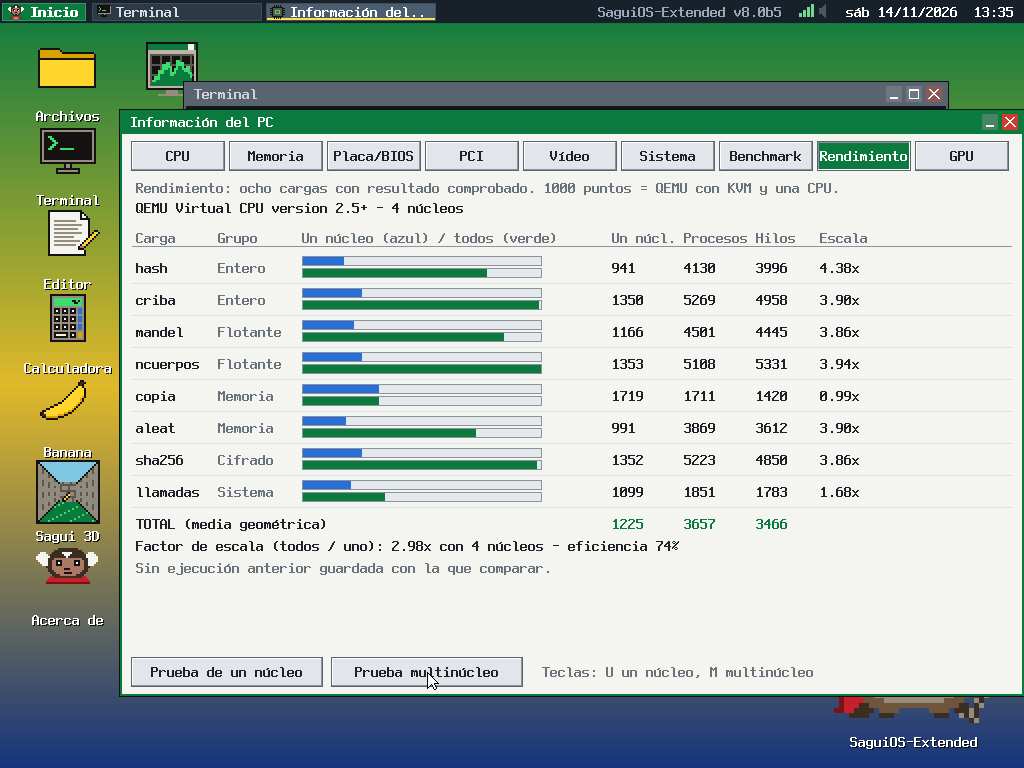 Inicio Terminal Información del.. SaguiOS-Extended v8.0b5 sáb 14/11/2026 13:35
Archivos
Terminal
Editor
Calculadora
Banana
Sagui 3D
Acerca de
Terminal
Información del PC
CPU Memoria Placa/BIOS PCI Vídeo Sistema Benchmark Rendimiento GPU
Rendimiento: ocho cargas con resultado comprobado. 1000 puntos = QEMU con KVM y una CPU.
QEMU Virtual CPU version 2.5+ - 4 núcleos
Carga Grupo Un núcleo (azul) / todos (verde) Un núcl. Procesos Hilos Escala
hash Entero 941 4130 3996 4.38x
criba Entero 1350 5269 4958 3.90x
mandel Flotante 1166 4501 4445 3.86x
ncuerpos Flotante 1353 5108 5331 3.94x
copia Memoria 1719 1711 1420 0.99x
aleat Memoria 991 3869 3612 3.90x
sha256 Cifrado 1352 5223 4850 3.86x
llamadas Sistema 1099 1851 1783 1.68x
TOTAL (media geométrica) 1225 3657 3466
Factor de escala (todos / uno): 2.98x con 4 núcleos - eficiencia 74%
Sin ejecución anterior guardada con la que comparar.
Prueba de un núcleo Prueba multinúcleo Teclas: U un núcleo, M multinúcleo
SaguiOS-Extended